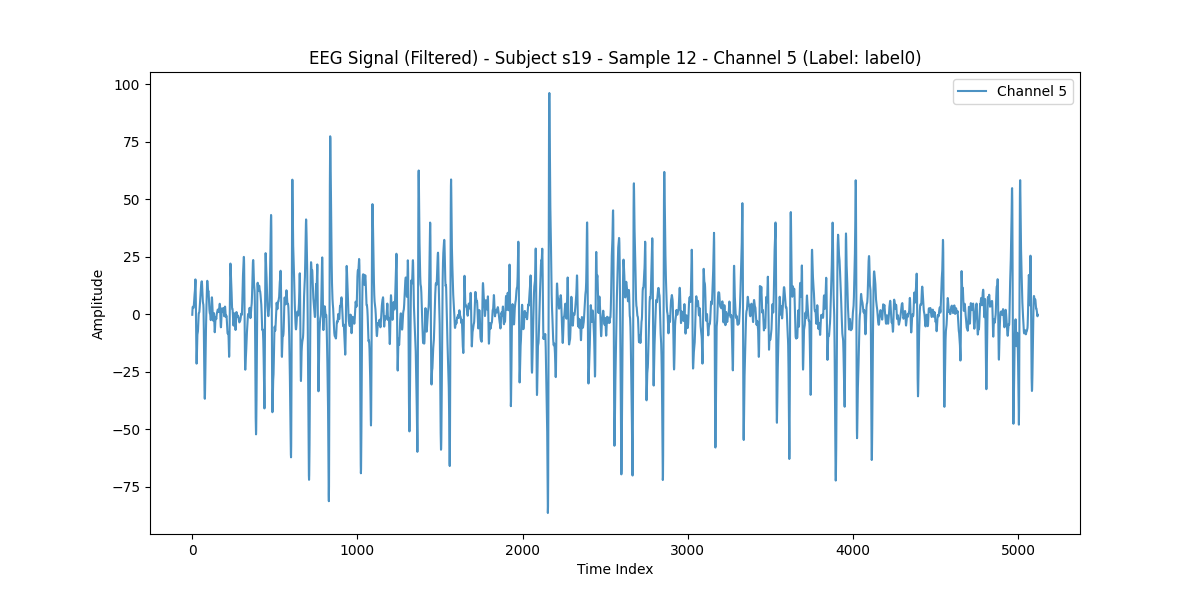 EEG Signal (Filtered) - Subject s19 - Sample 12 - Channel 5 (Label: label0)
Channel 5
100
75
50
25
0
−25
−50
−75
Amplitude
0 1000 2000 3000 4000 5000
Time Index